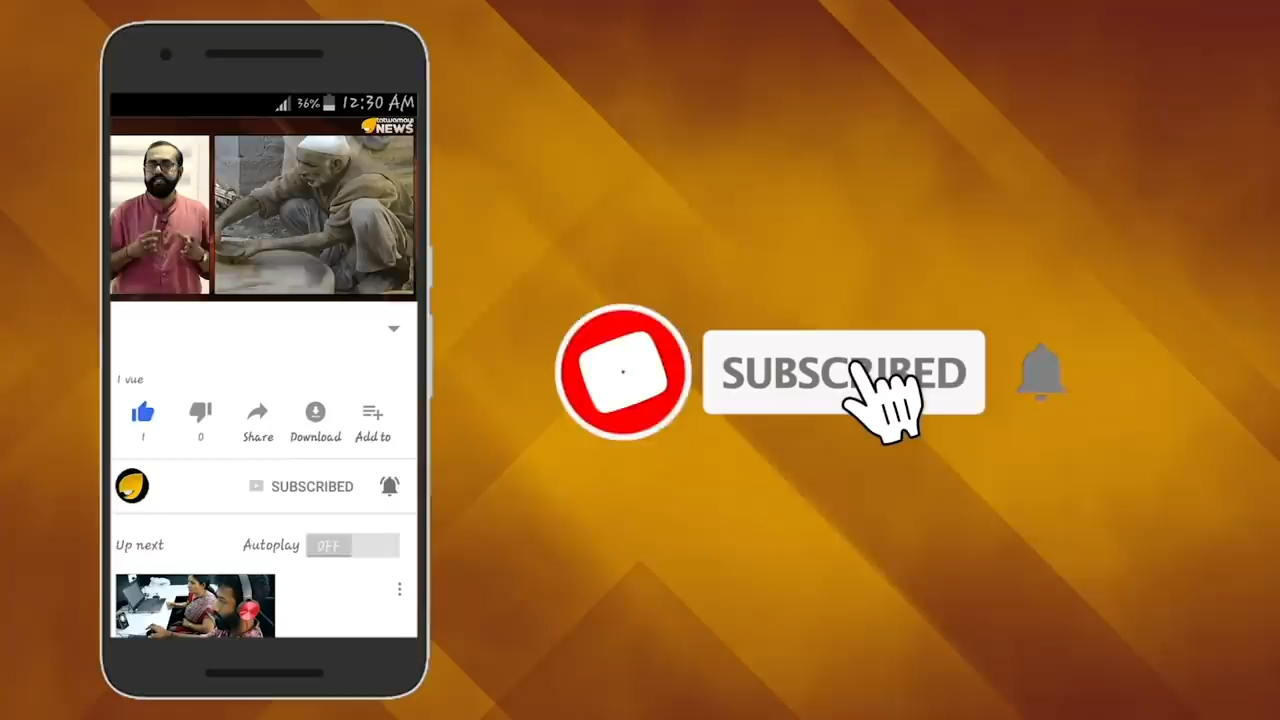 36% 12:30 AM
tatwamayi
NEWS
1 vue
1
0
Share
Download
Add to
SUBSCRIBED
Up next
Autoplay
OFF
SUBSCRIBED